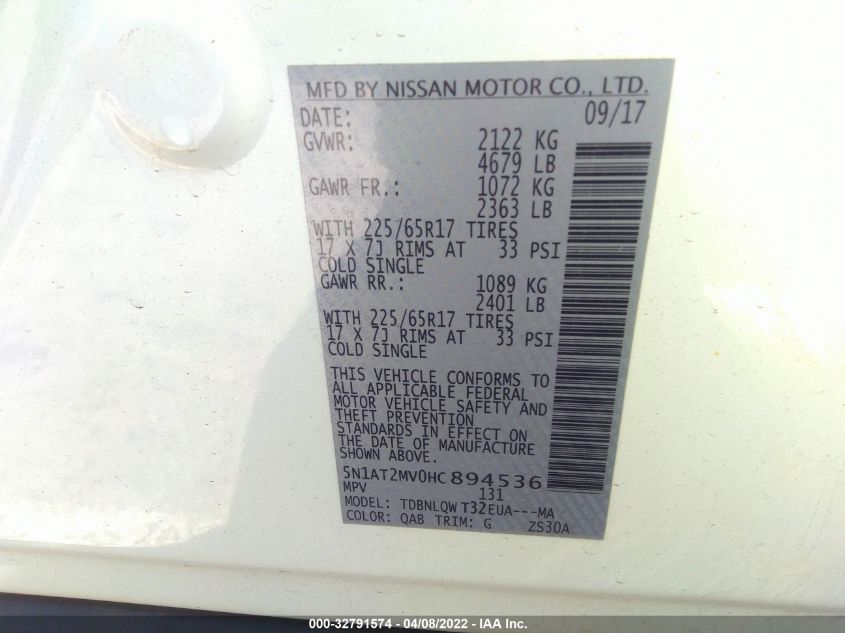 MFD BY NISSAN MOTOR CO., LTD.
DATE: 09/17
GVWR: 2122 KG
4679 LB
GAWR FR.: 1072 KG
2363 LB
WITH 225/65R17 TIRES
17 X 7J RIMS AT 33 PSI
COLD SINGLE
GAWR RR.: 1089 KG
2401 LB
WITH 225/65R17 TIRES
17 X 7J RIMS AT 33 PSI
COLD SINGLE
THIS VEHICLE CONFORMS TO
ALL APPLICABLE FEDERAL
MOTOR VEHICLE SAFETY AND
THEFT PREVENTION
STANDARDS IN EFFECT ON
THE DATE OF MANUFACTURE
SHOWN ABOVE.
5N1AT2MV0HC894536
MPV 131
MODEL: TDBNLQWT32EUA---MA
COLOR: QAB TRIM: G ZS30A
000-32791574 - 04/08/2022 - IAA Inc.